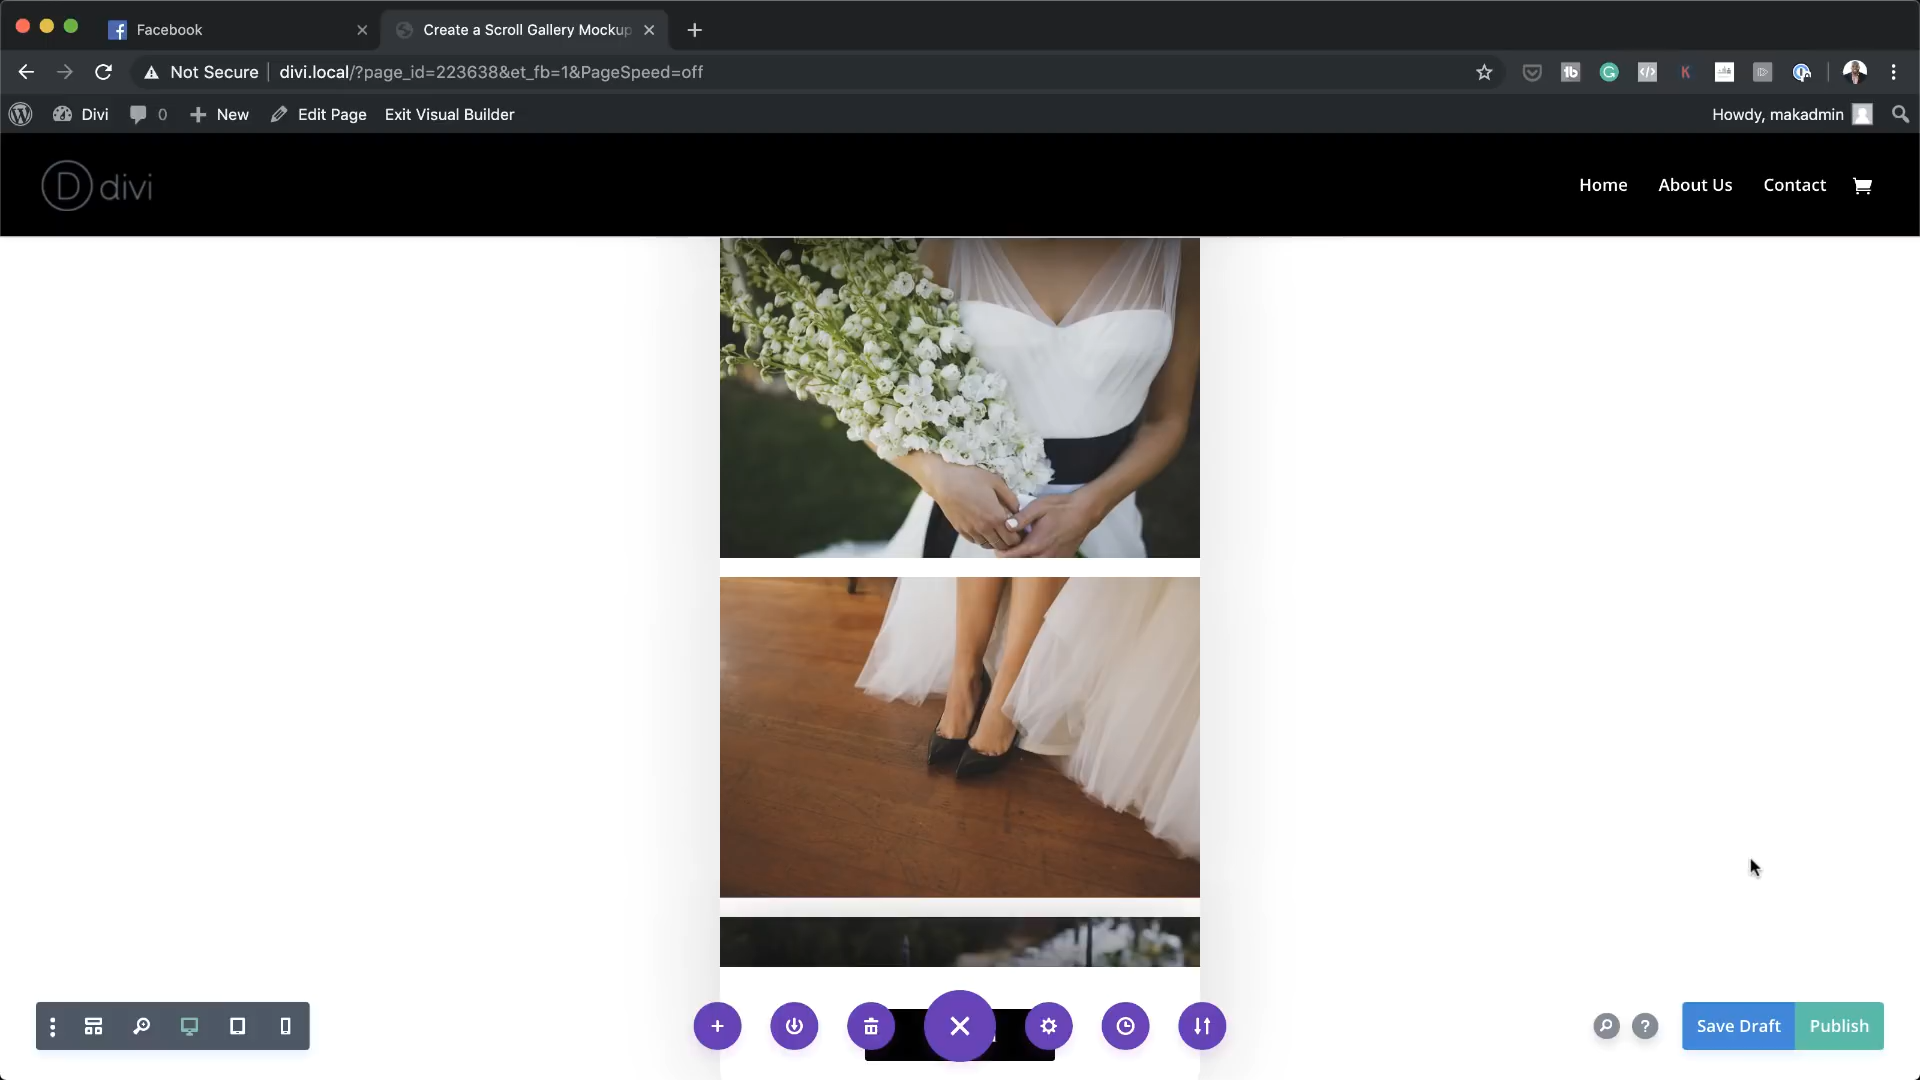 Facebook
Create a Scroll Gallery Mockup
Not Secure
divi.local/?page_id=223638&et_fb=1&PageSpeed=off
Divi
0
New
Edit Page
Exit Visual Builder
Howdy, makadmin
D divi
Home
About Us
Contact
Save Draft
Publish